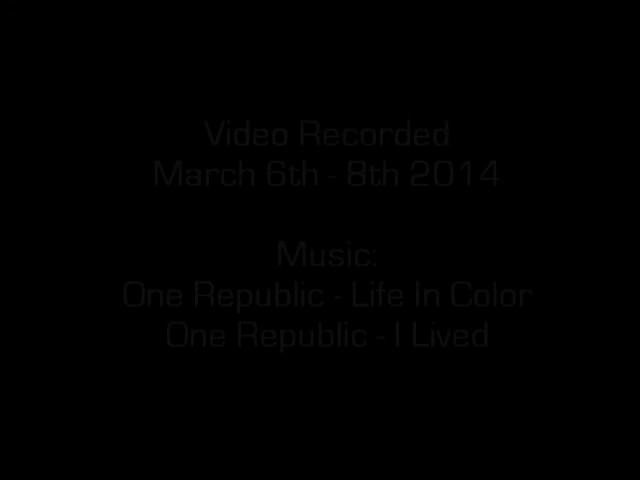 Video Recorded
March 6th - 8th 2014
Music:
One Republic - Life In Color
One Republic - I Lived